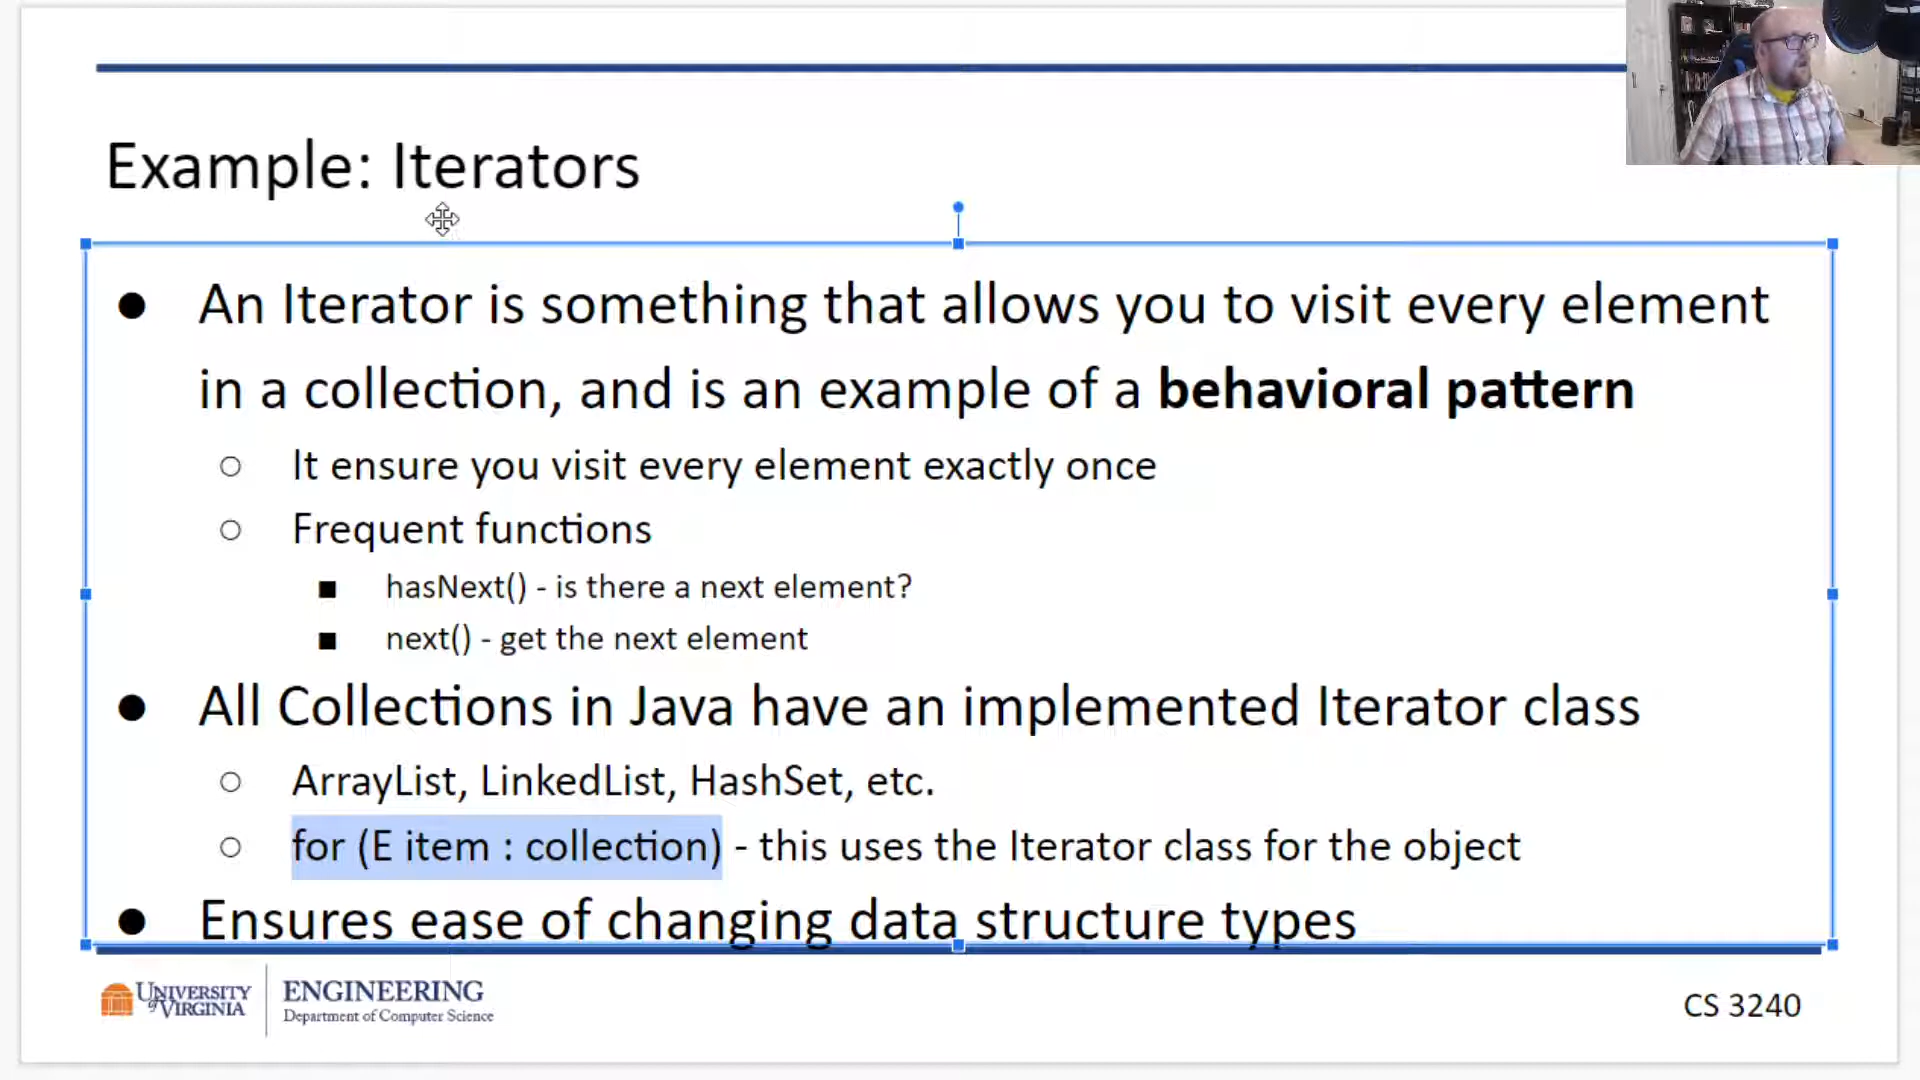 Example: Iterators
● An Iterator is something that allows you to visit every element
in a collection, and is an example of a behavioral pattern
○ It ensure you visit every element exactly once
○ Frequent functions
■ hasNext() - is there a next element?
■ next() - get the next element
● All Collections in Java have an implemented Iterator class
○ ArrayList, LinkedList, HashSet, etc.
○ for (E item : collection) - this uses the Iterator class for the object
● Ensures ease of changing data structure types
UNIVERSITY
of VIRGINIA
ENGINEERING
Department of Computer Science
CS 3240